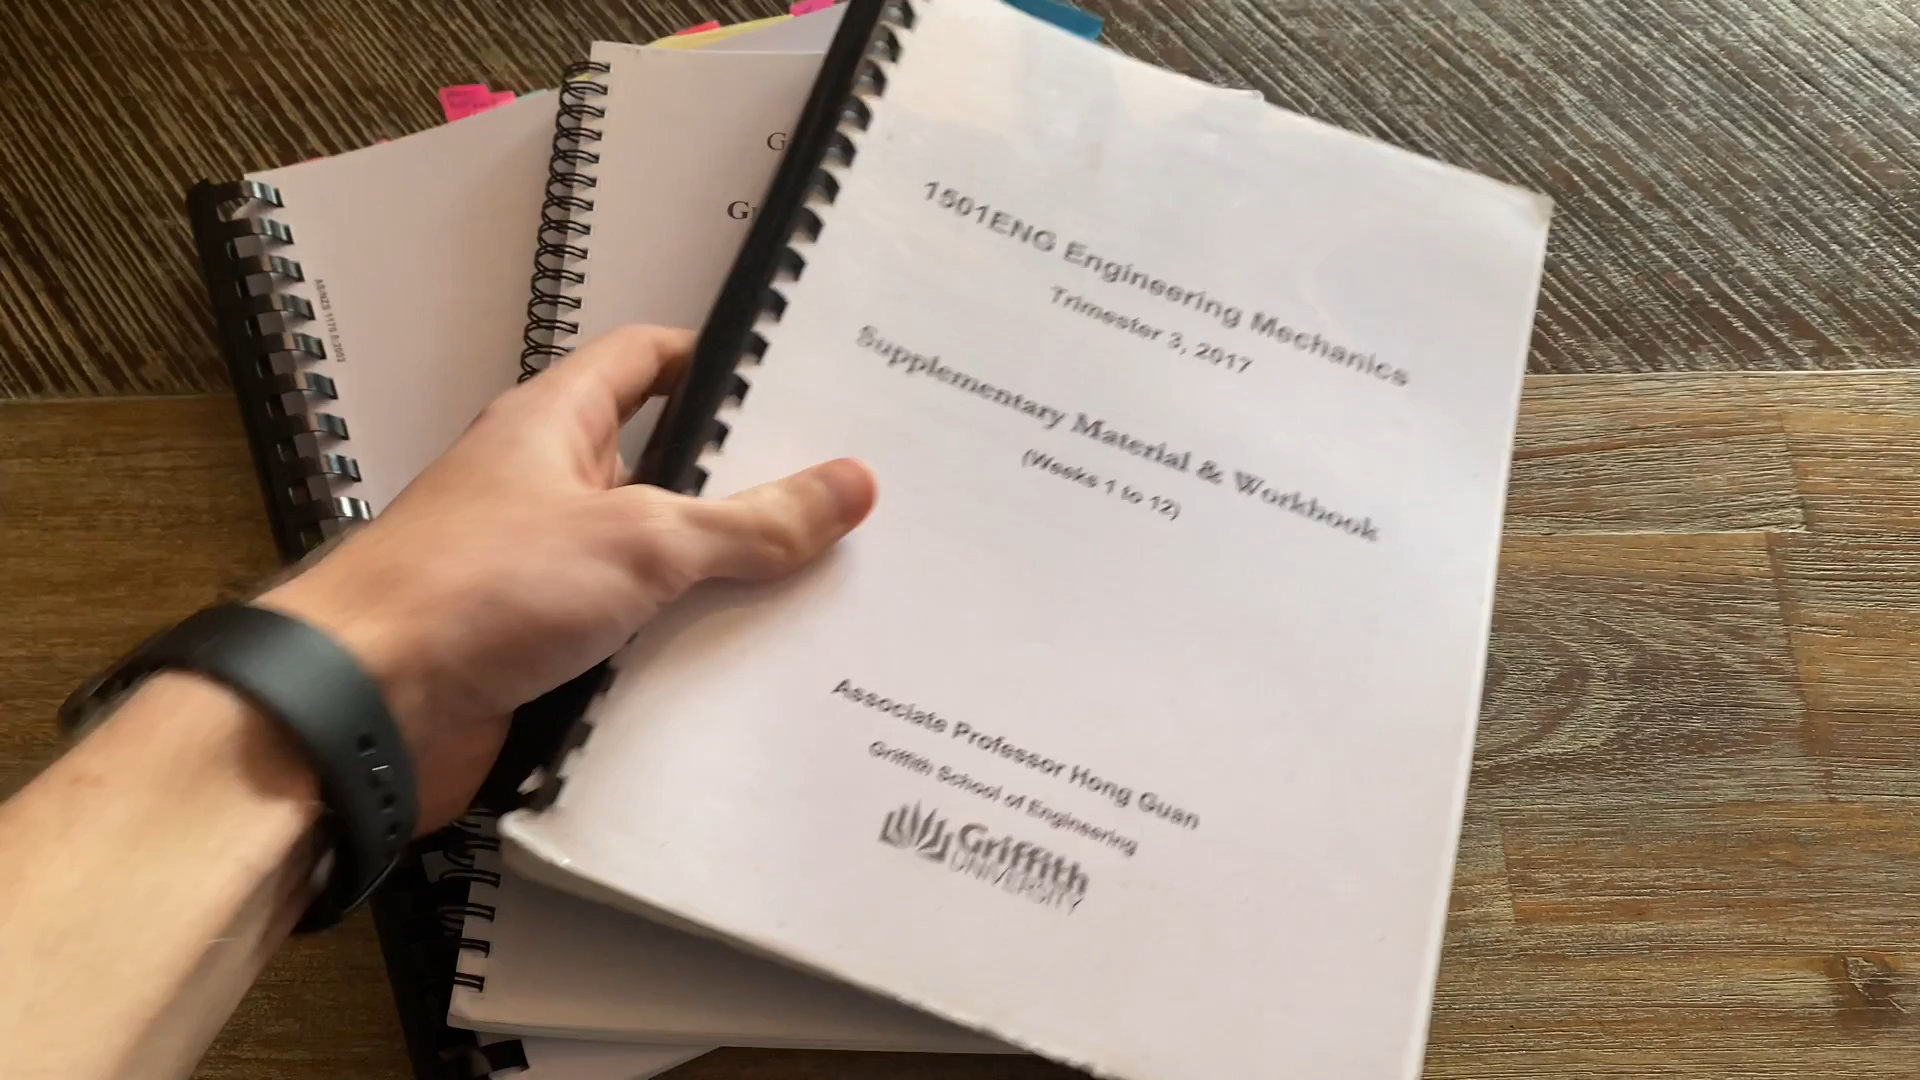 1501ENG Engineering Mechanics
Trimester 3, 2017
Supplementary Material & Workbook
(Weeks 1 to 12)
Associate Professor Hong Guan
Griffith School of Engineering
Griffith
UNIVERSITY